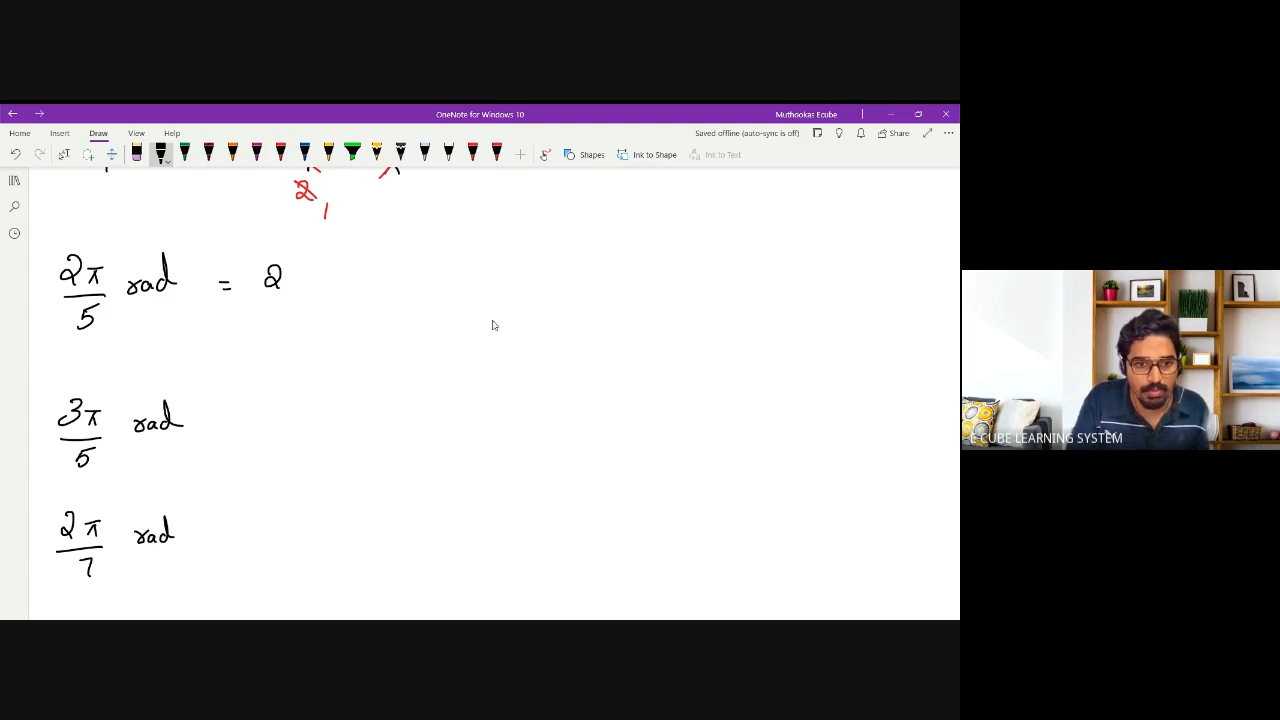 OneNote for Windows 10
Muthookas Ecube
Home Insert Draw View Help
Saved offline (auto-sync is off)
Share
Shapes
Ink to Shape
Ink to Text
2
1
2π/5 rad = 2
3π/5 rad
2π/7 rad
E CUBE LEARNING SYSTEM